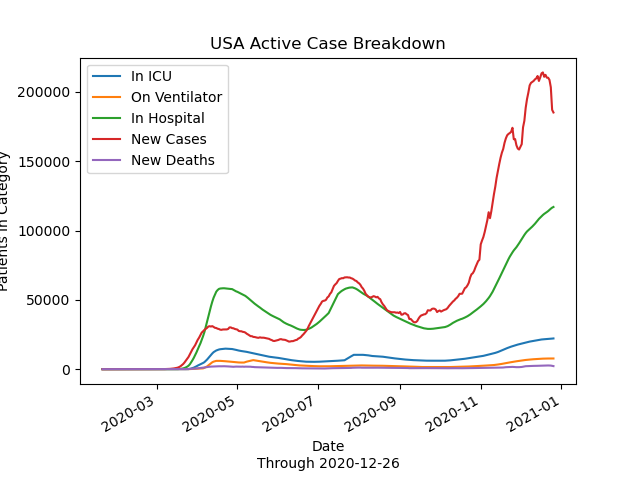 USA Active Case Breakdown
In ICU
On Ventilator
In Hospital
New Cases
New Deaths
Patients in Category
200000
150000
100000
50000
0
2020-03
2020-05
2020-07
2020-09
2020-11
2021-01
Date
Through 2020-12-26